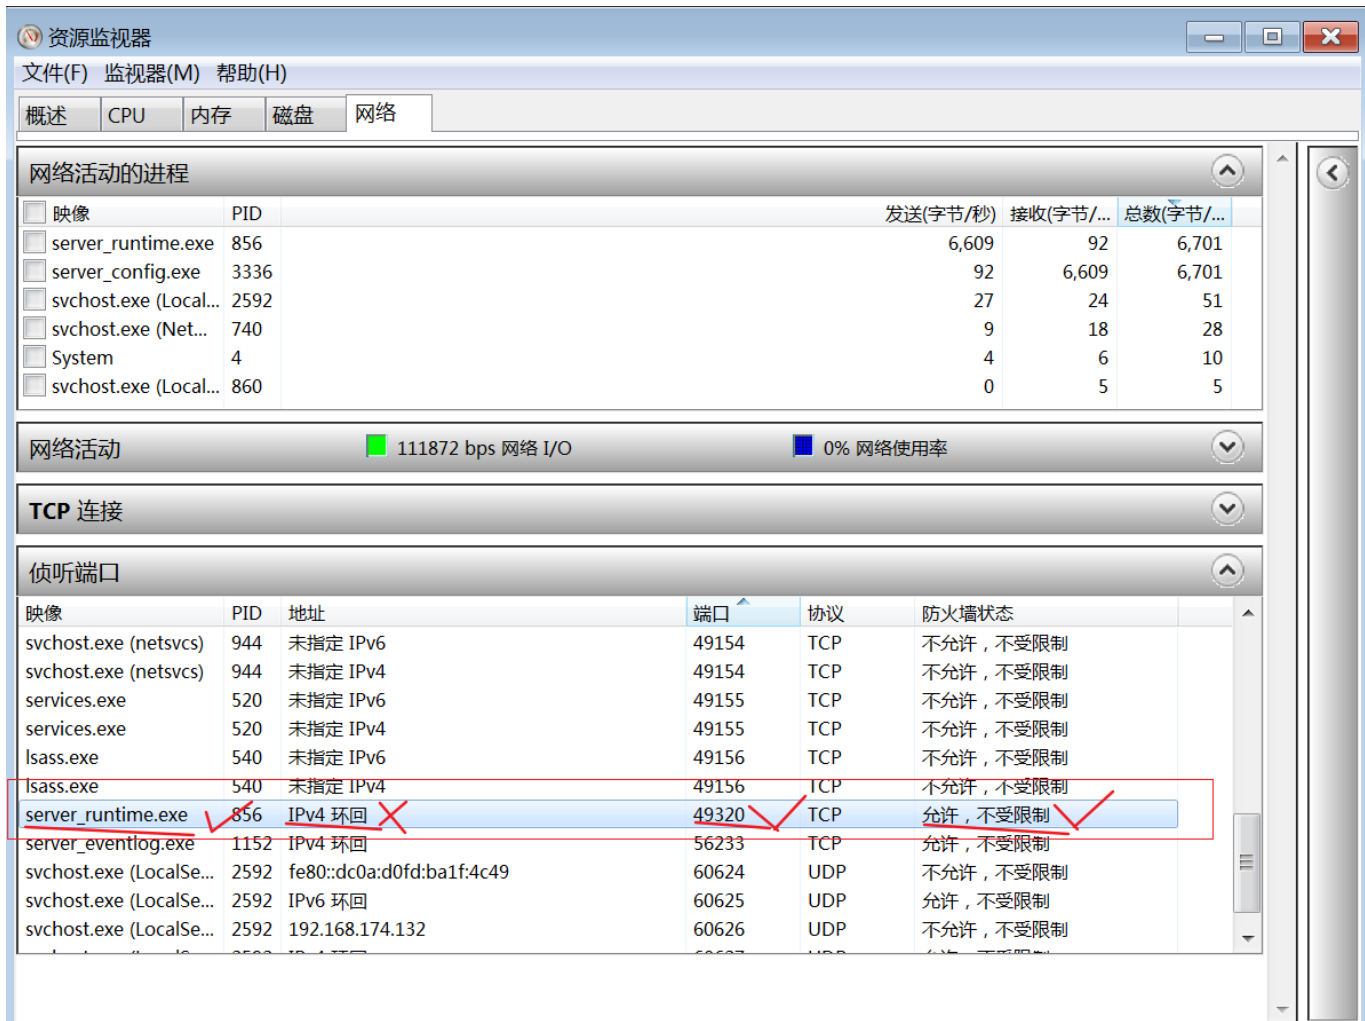 资源监视器
文件(F) 监视器(M) 帮助(H)
概述 CPU 内存 磁盘 网络
网络活动的进程
映像 PID 发送(字节/秒) 接收(字节/... 总数(字节/...
server_runtime.exe 856 6,609 92 6,701
server_config.exe 3336 92 6,609 6,701
svchost.exe (Local... 2592 27 24 51
svchost.exe (Net... 740 9 18 28
System 4 4 6 10
svchost.exe (Local... 860 0 5 5
网络活动 111872 bps 网络 I/O 0% 网络使用率
TCP 连接
侦听端口
映像 PID 地址 端口 协议 防火墙状态
svchost.exe (netsvcs) 944 未指定 IPv6 49154 TCP 不允许，不受限制
svchost.exe (netsvcs) 944 未指定 IPv4 49154 TCP 不允许，不受限制
services.exe 520 未指定 IPv6 49155 TCP 不允许，不受限制
services.exe 520 未指定 IPv4 49155 TCP 不允许，不受限制
lsass.exe 540 未指定 IPv6 49156 TCP 不允许，不受限制
lsass.exe 540 未指定 IPv4 49156 TCP 不允许，不受限制
server_runtime.exe 856 IPv4 环回 49320 TCP 允许，不受限制
server_eventlog.exe 1152 IPv4 环回 56233 TCP 允许，不受限制
svchost.exe (LocalSe... 2592 fe80::dc0a:d0fd:ba1f:4c49 60624 UDP 不允许，不受限制
svchost.exe (LocalSe... 2592 IPv6 环回 60625 UDP 允许，不受限制
svchost.exe (LocalSe... 2592 192.168.174.132 60626 UDP 不允许，不受限制